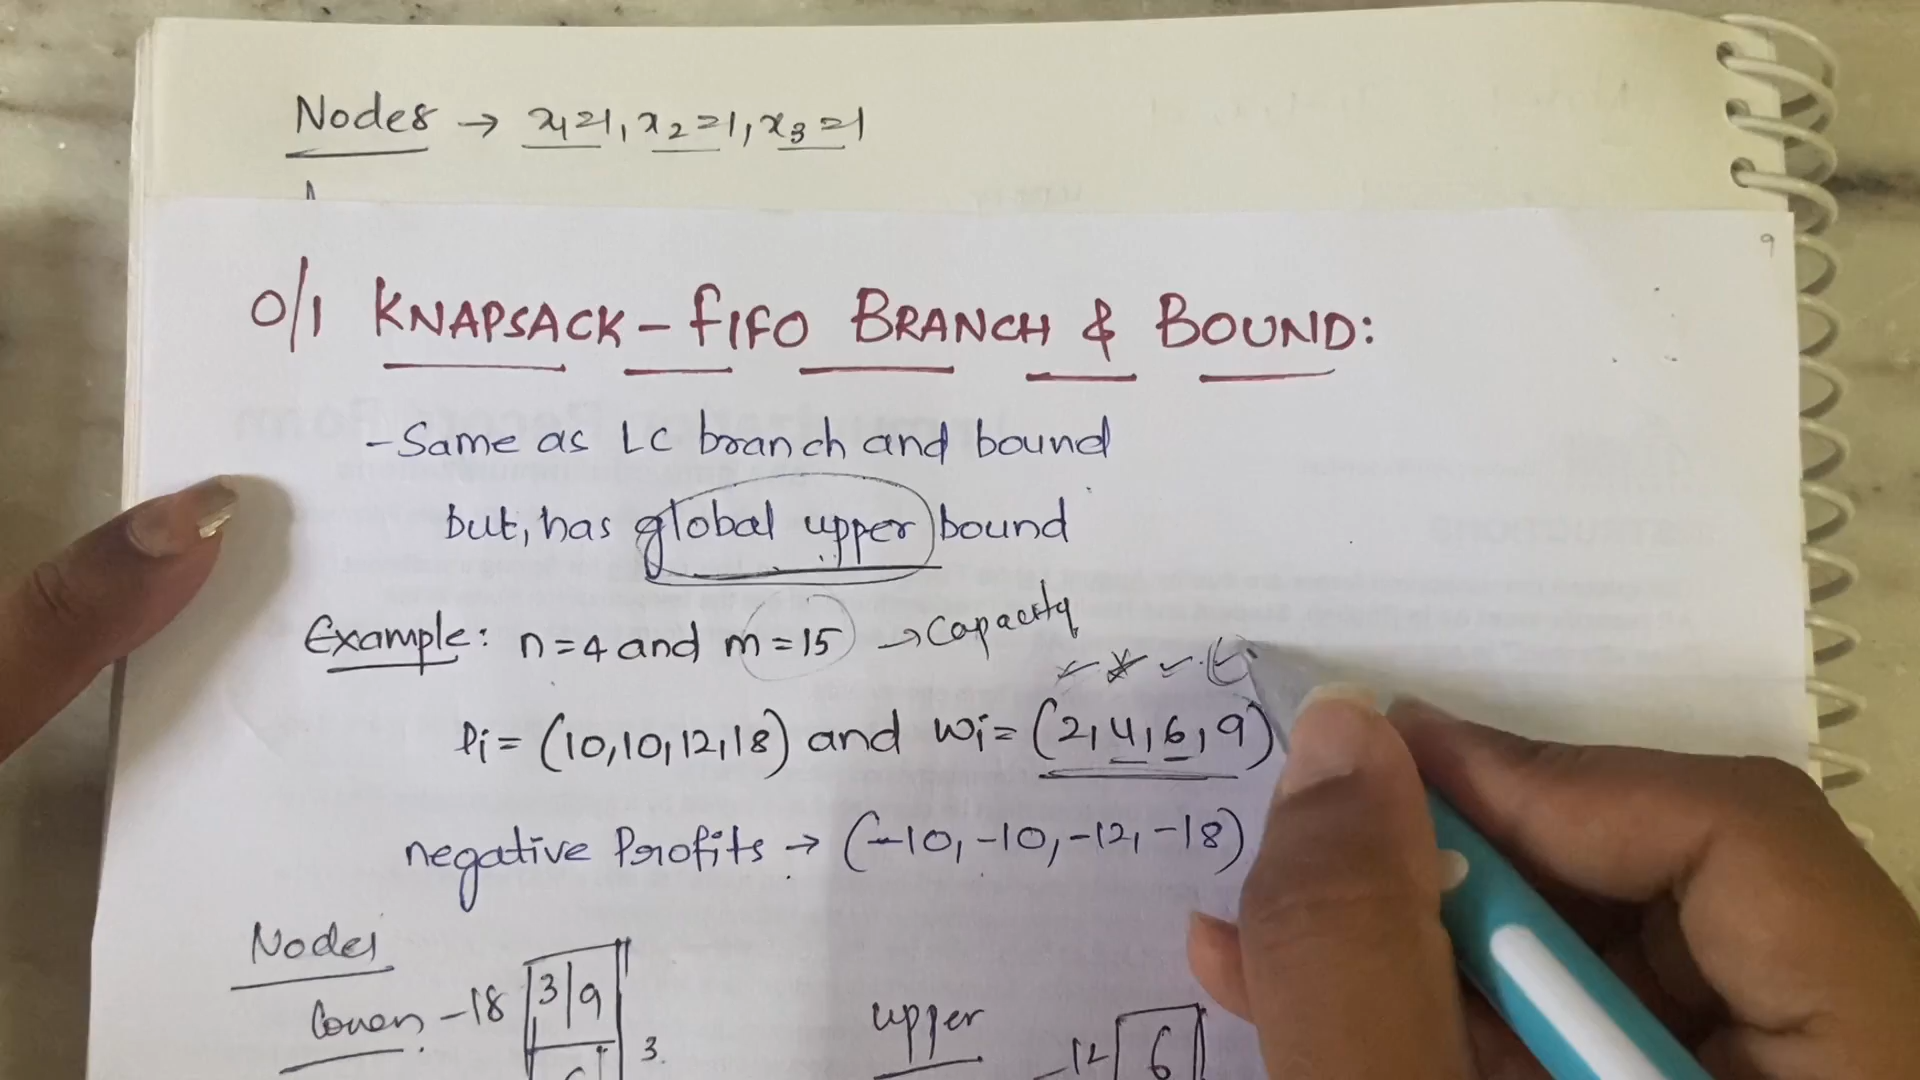 Nodes → x1=1, x2=1, x3=1
9
0/1 KNAPSACK - FIFO BRANCH & BOUND:
- Same as LC branch and bound
but, has global upper bound
Example: n=4 and m=15 → Capacity
Pi = (10,10,12,18) and wi = (2,4,6,9)
negative Profits → (-10, -10, -12, -18)
Nodes
Lower -18 3 9
3.
upper
-12 6